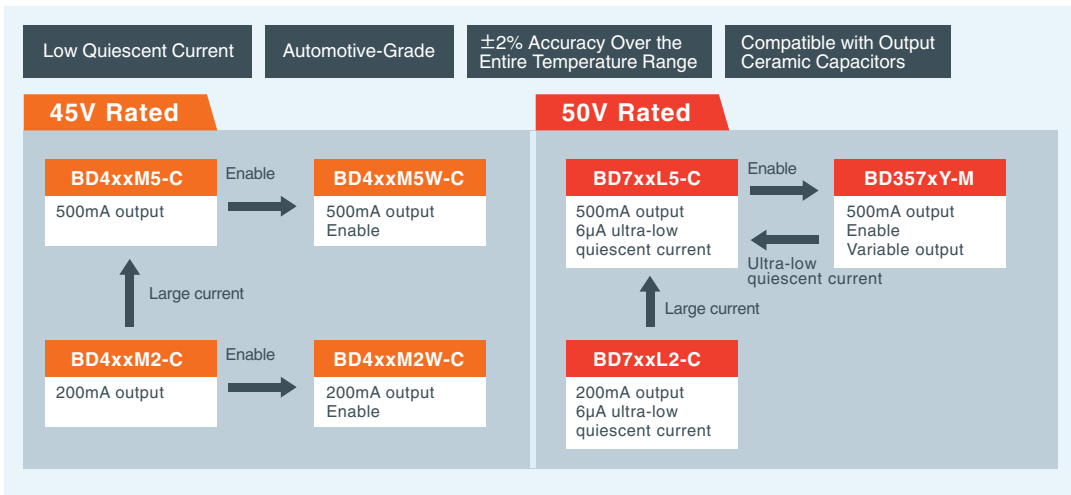 Low Quiescent Current
Automotive-Grade
±2% Accuracy Over the
Entire Temperature Range
Compatible with Output
Ceramic Capacitors
45V Rated
BD4xxM5-C
500mA output
Enable
BD4xxM5W-C
500mA output
Enable
Large current
BD4xxM2-C
200mA output
Enable
BD4xxM2W-C
200mA output
Enable
50V Rated
BD7xxL5-C
500mA output
6μA ultra-low
quiescent current
Enable
BD357xY-M
500mA output
Enable
Variable output
Ultra-low
quiescent current
Large current
BD7xxL2-C
200mA output
6μA ultra-low
quiescent current